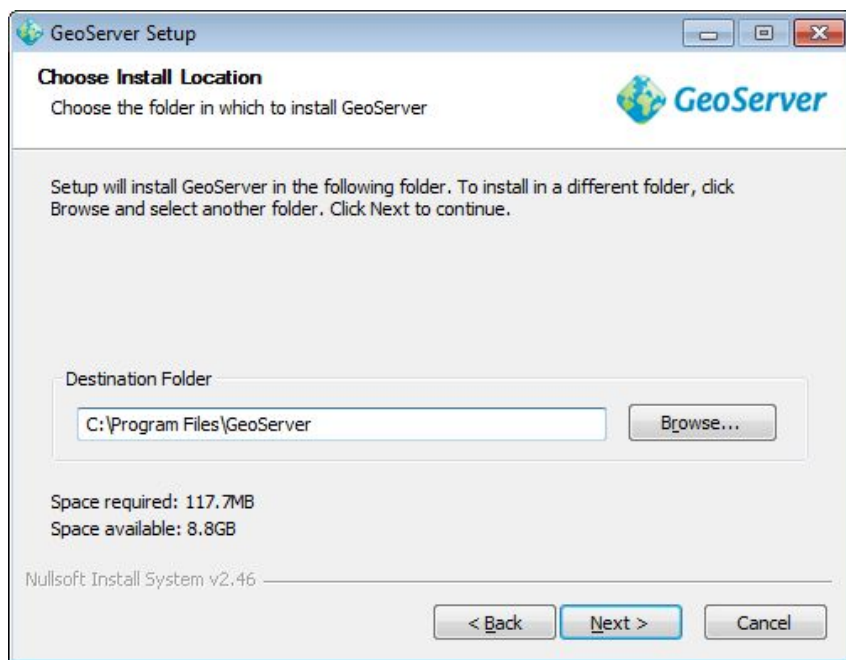 GeoServer Setup
Choose Install Location
Choose the folder in which to install GeoServer
GeoServer
Setup will install GeoServer in the following folder. To install in a different folder, click
Browse and select another folder. Click Next to continue.
Destination Folder
C:\Program Files\GeoServer
Browse...
Space required: 117.7MB
Space available: 8.8GB
Nullsoft Install System v2.46
< Back
Next >
Cancel